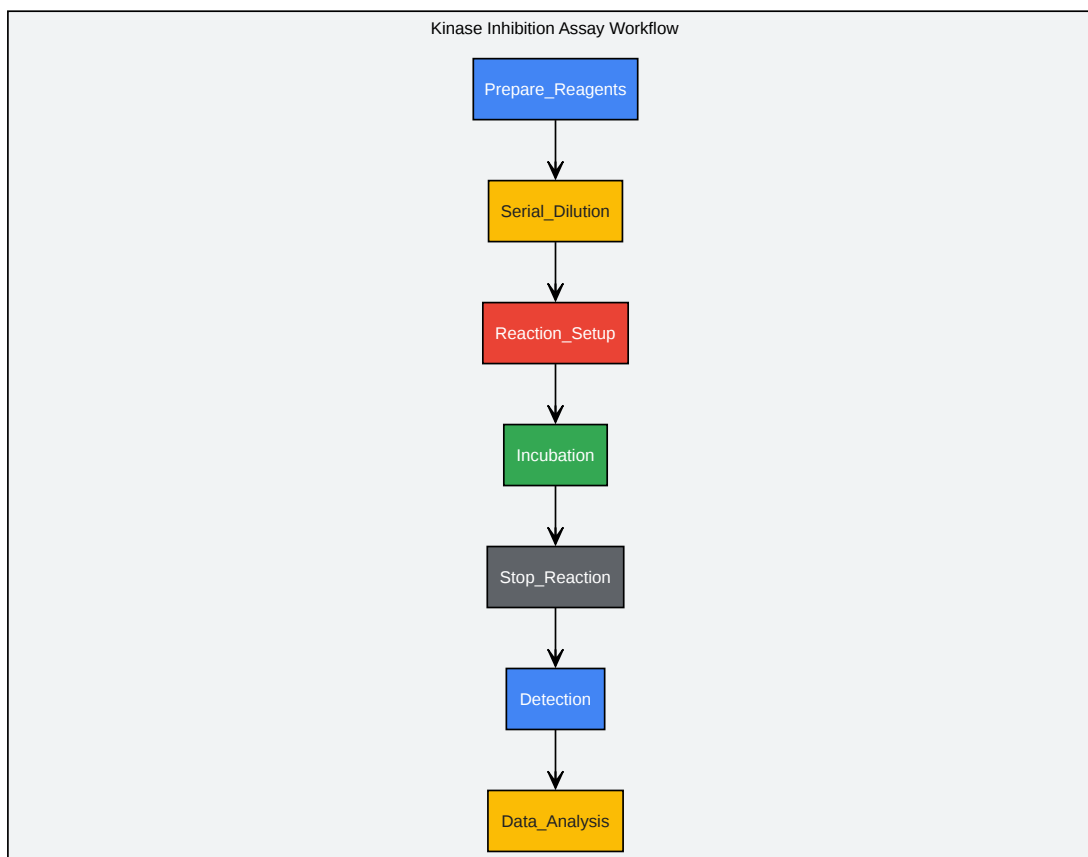 Kinase Inhibition Assay Workflow
Prepare_Reagents
Serial_Dilution
Reaction_Setup
Incubation
Stop_Reaction
Detection
Data_Analysis